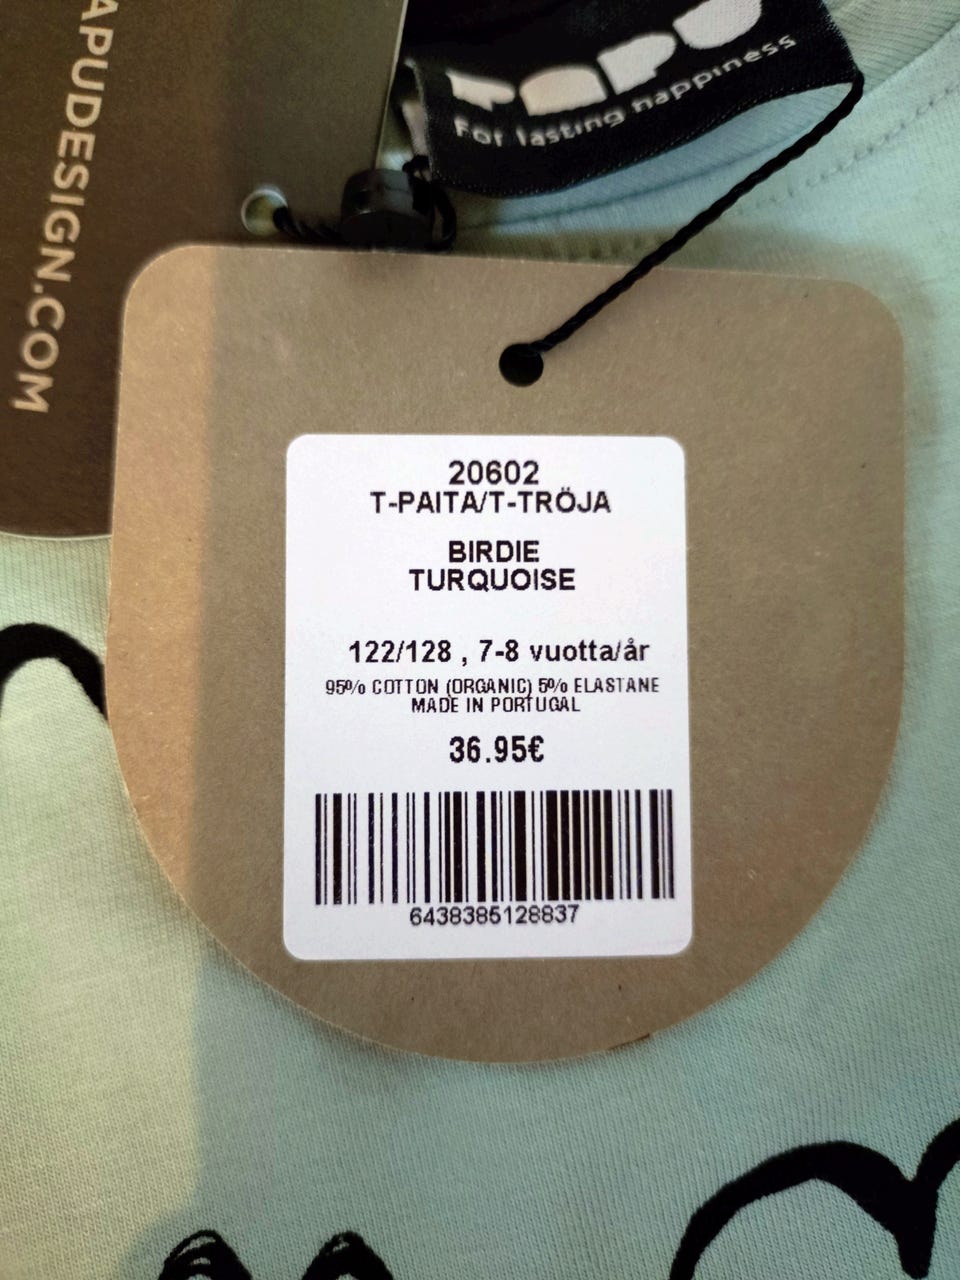 APUDESIGN.COM
PAPU
For lasting happiness
20602
T-PAITA/T-TRÖJA
BIRDIE
TURQUOISE
122/128 , 7-8 vuotta/år
95% COTTON (ORGANIC) 5% ELASTANE
MADE IN PORTUGAL
36.95€
6438385128837